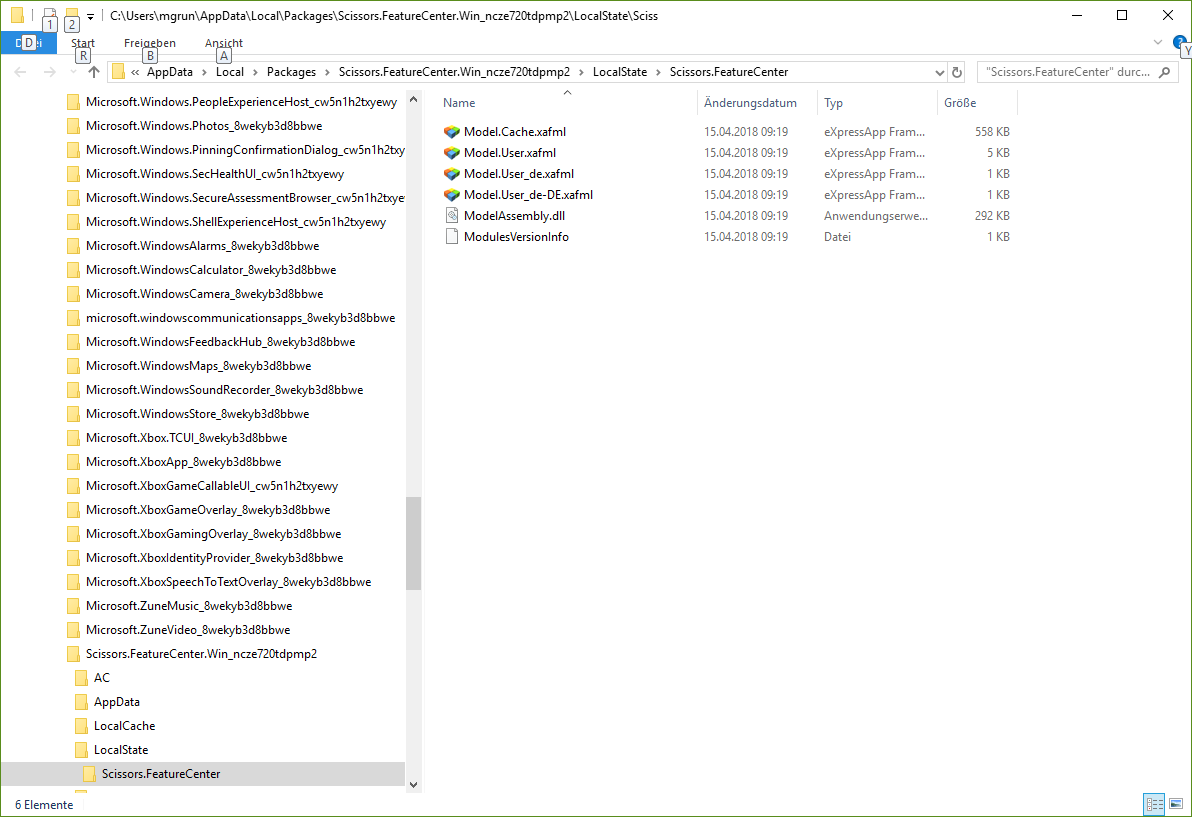 C:\Users\mgrun\AppData\Local\Packages\Scissors.FeatureCenter.Win_ncze720tdpmp2\LocalState\Sciss
1 2
D
Start Freigeben Ansicht
R B A Y
« AppData > Local > Packages > Scissors.FeatureCenter.Win_ncze720tdpmp2 > LocalState > Scissors.FeatureCenter
"Scissors.FeatureCenter" durc...
Microsoft.Windows.PeopleExperienceHost_cw5n1h2txyewy
Microsoft.Windows.Photos_8wekyb3d8bbwe
Microsoft.Windows.PinningConfirmationDialog_cw5n1h2txy
Microsoft.Windows.SecHealthUI_cw5n1h2txyewy
Microsoft.Windows.SecureAssessmentBrowser_cw5n1h2txye
Microsoft.Windows.ShellExperienceHost_cw5n1h2txyewy
Microsoft.WindowsAlarms_8wekyb3d8bbwe
Microsoft.WindowsCalculator_8wekyb3d8bbwe
Microsoft.WindowsCamera_8wekyb3d8bbwe
microsoft.windowscommunicationsapps_8wekyb3d8bbwe
Microsoft.WindowsFeedbackHub_8wekyb3d8bbwe
Microsoft.WindowsMaps_8wekyb3d8bbwe
Microsoft.WindowsSoundRecorder_8wekyb3d8bbwe
Microsoft.WindowsStore_8wekyb3d8bbwe
Microsoft.Xbox.TCUI_8wekyb3d8bbwe
Microsoft.XboxApp_8wekyb3d8bbwe
Microsoft.XboxGameCallableUI_cw5n1h2txyewy
Microsoft.XboxGameOverlay_8wekyb3d8bbwe
Microsoft.XboxGamingOverlay_8wekyb3d8bbwe
Microsoft.XboxIdentityProvider_8wekyb3d8bbwe
Microsoft.XboxSpeechToTextOverlay_8wekyb3d8bbwe
Microsoft.ZuneMusic_8wekyb3d8bbwe
Microsoft.ZuneVideo_8wekyb3d8bbwe
Scissors.FeatureCenter.Win_ncze720tdpmp2
AC
AppData
LocalCache
LocalState
Scissors.FeatureCenter
Name Änderungsdatum Typ Größe
Model.Cache.xafml 15.04.2018 09:19 eXpressApp Fram... 558 KB
Model.User.xafml 15.04.2018 09:19 eXpressApp Fram... 5 KB
Model.User_de.xafml 15.04.2018 09:19 eXpressApp Fram... 1 KB
Model.User_de-DE.xafml 15.04.2018 09:19 eXpressApp Fram... 1 KB
ModelAssembly.dll 15.04.2018 09:19 Anwendungserwe... 292 KB
ModulesVersionInfo 15.04.2018 09:19 Datei 1 KB
6 Elemente